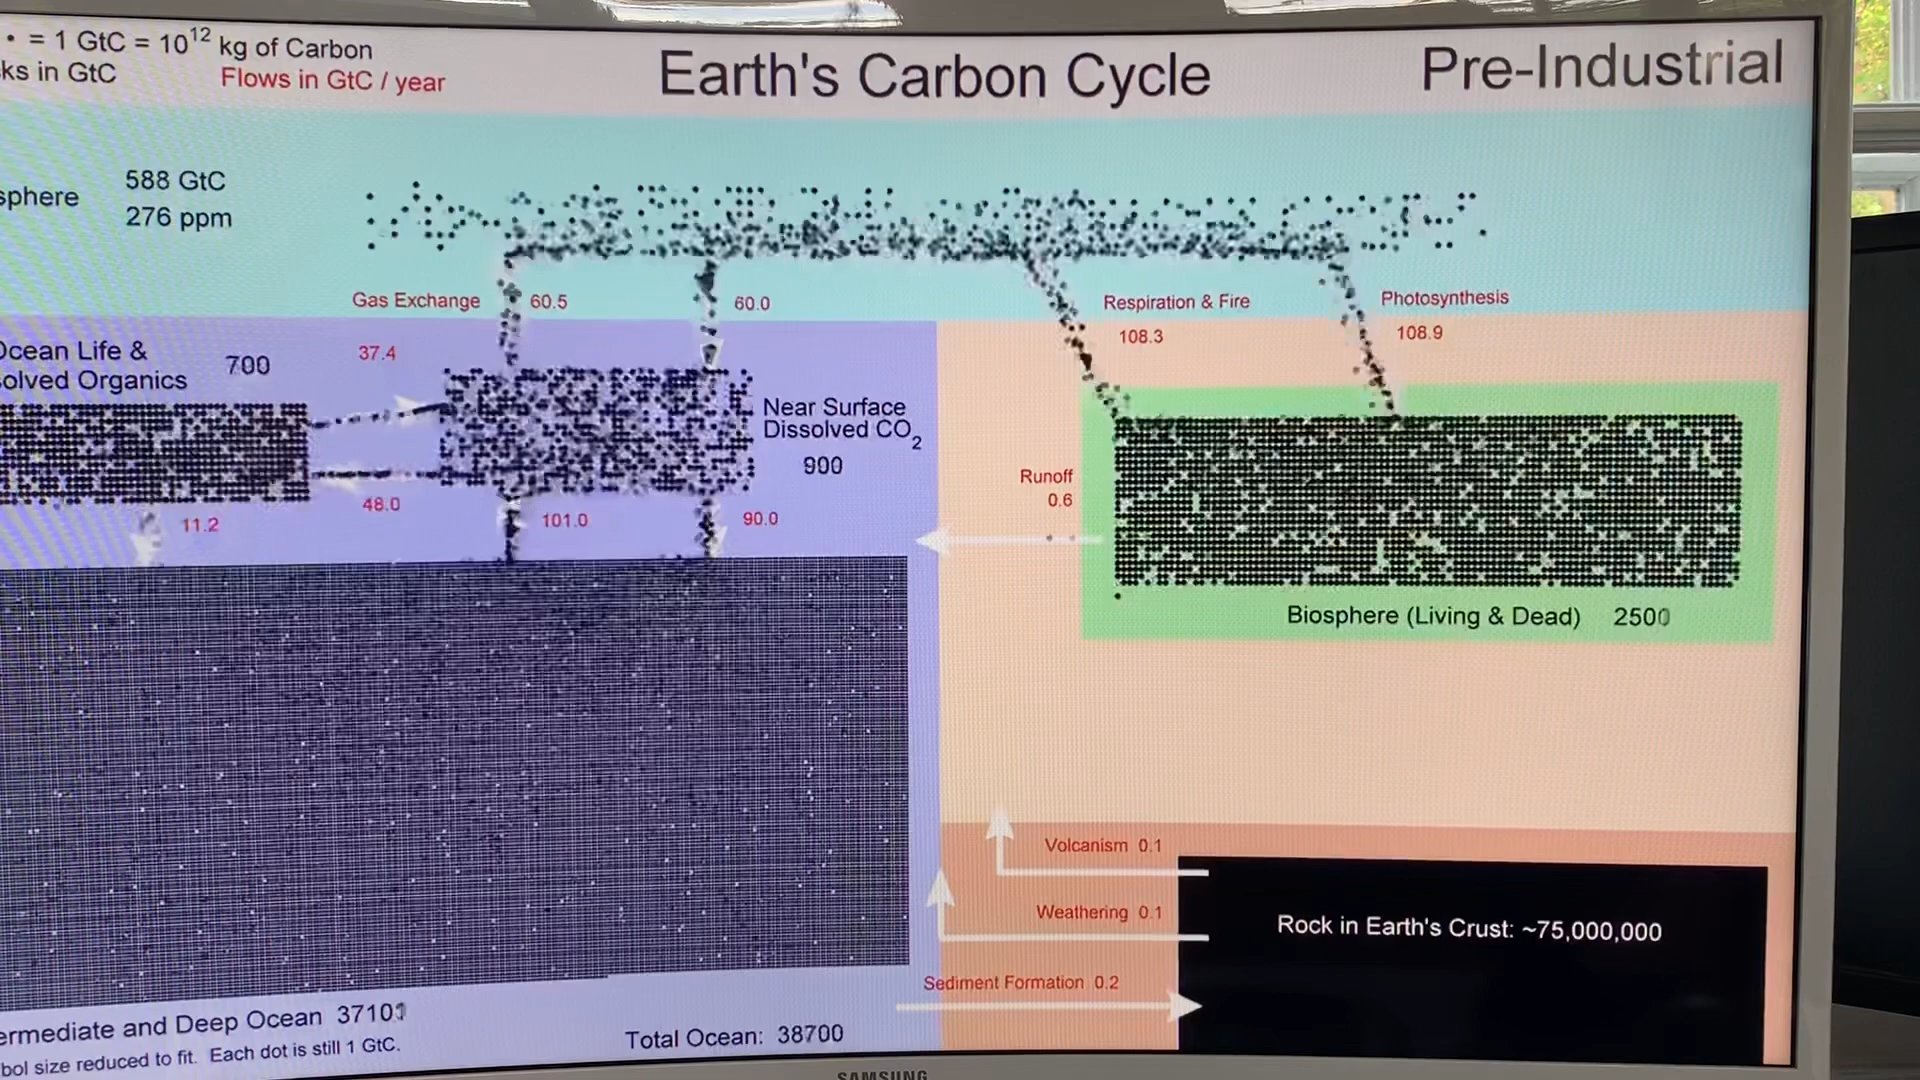 • = 1 GtC = 10¹² kg of Carbon
ks in GtC
Flows in GtC / year
Earth's Carbon Cycle
Pre-Industrial
sphere
588 GtC
276 ppm
Gas Exchange
60.5
60.0
Respiration & Fire
108.3
Photosynthesis
108.9
Ocean Life &
olved Organics
700
37.4
48.0
11.2
Near Surface
Dissolved CO₂
900
101.0
90.0
Runoff
0.6
Biosphere (Living & Dead) 2500
Volcanism 0.1
Weathering 0.1
Sediment Formation 0.2
Rock in Earth's Crust: ~75,000,000
ermediate and Deep Ocean
bol size reduced to fit. Each dot is still 1 GtC.
Total Ocean: 38700
SAMSUNG